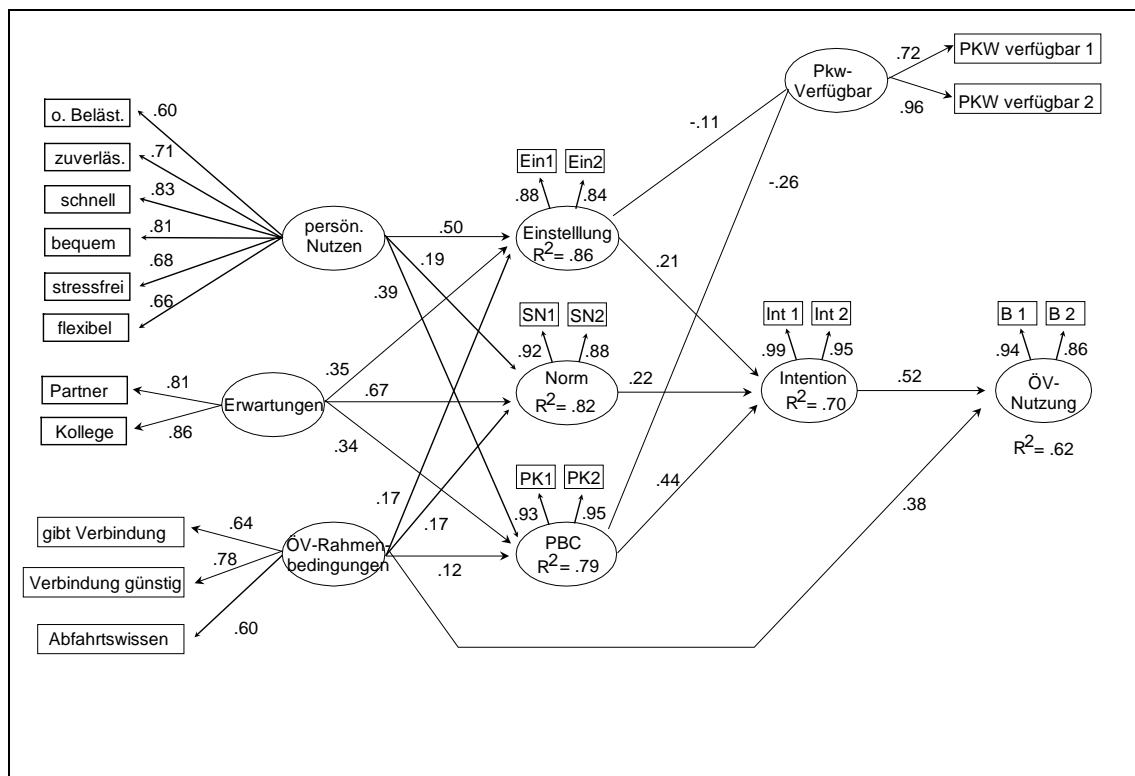 Pkw-
Verfügbar
.72
PKW verfügbar 1
.96
PKW verfügbar 2
o. Beläst.
.60
zuverläs.
.71
schnell
.83
bequem
.81
stressfrei
.68
flexibel
.66
persön.
Nutzen
.50
.19
.39
-.11
-.26
Ein1
Ein2
.88
.84
Einstelllung
R2= .86
.21
SN1
SN2
.92
.88
Norm
R2= .82
.22
Int 1
Int 2
.99
.95
Intention
R2= .70
.52
B 1
B 2
.94
.86
ÖV-
Nutzung
R2= .62
Partner
.81
Kollege
.86
Erwartungen
.35
.67
.34
PK1
PK2
.93
.95
PBC
R2= .79
.44
.38
gibt Verbindung
.64
Verbindung günstig
.78
Abfahrtswissen
.60
ÖV-Rahmen-
bedingungen
.17
.17
.12